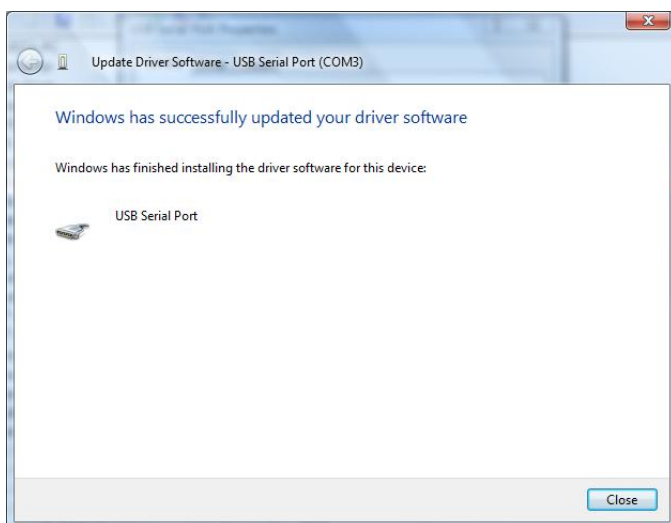 Update Driver Software - USB Serial Port (COM3)
Windows has successfully updated your driver software
Windows has finished installing the driver software for this device:
USB Serial Port
Close